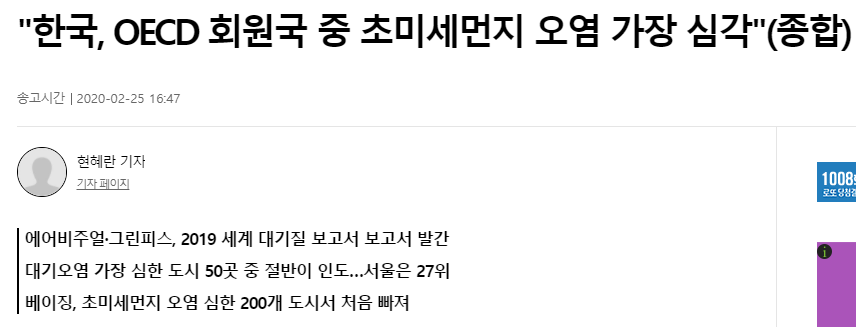 "한국, OECD 회원국 중 초미세먼지 오염 가장 심각"(종합)
송고시간 | 2020-02-25 16:47
현혜란 기자
기자 페이지
에어비주얼·그린피스, 2019 세계 대기질 보고서 보고서 발간
대기오염 가장 심한 도시 50곳 중 절반이 인도…서울은 27위
베이징, 초미세먼지 오염 심한 200개 도시서 처음 빠져
1008
로또당첨